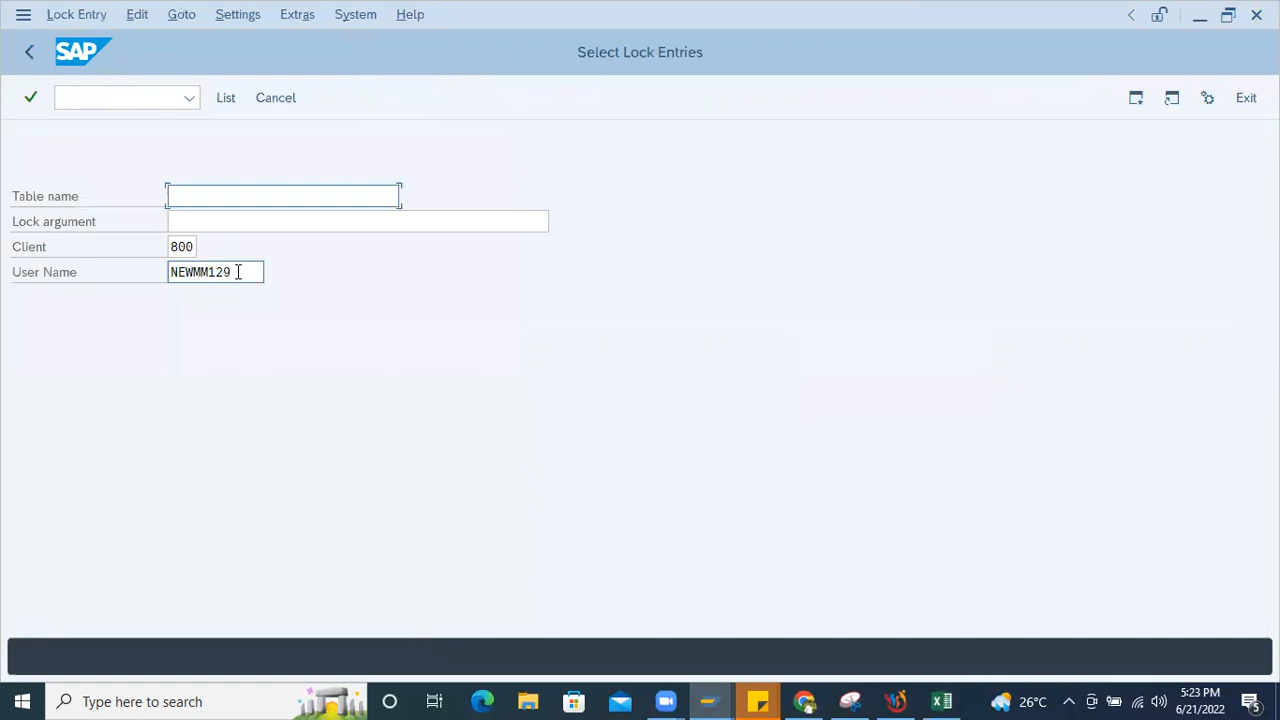 Lock Entry Edit Goto Settings Extras System Help
SAP Select Lock Entries
List Cancel Exit
Table name
Lock argument
Client 800
User Name NEWMM129
Type here to search 26°C 5:23 PM
6/21/2022 5